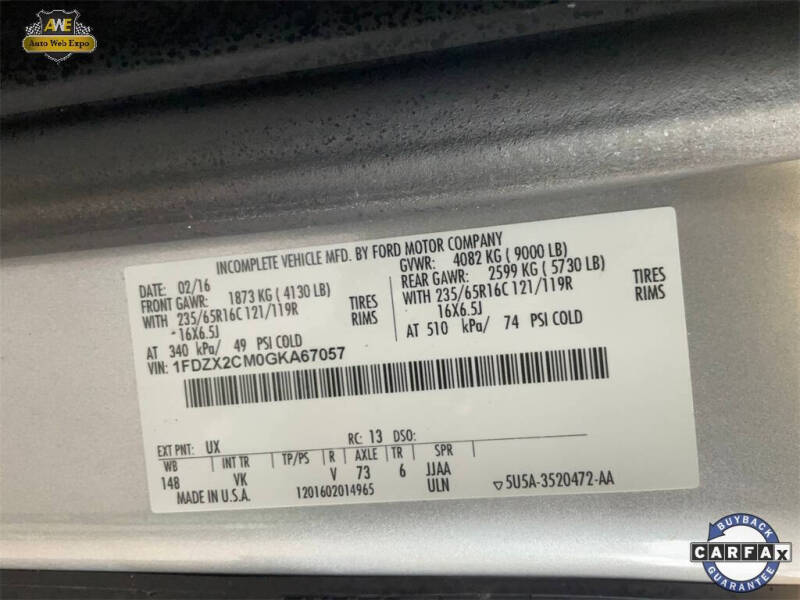 AWE
Auto Web Expo
INCOMPLETE VEHICLE MFD. BY FORD MOTOR COMPANY
DATE: 02/16
GVWR: 4082 KG ( 9000 LB)
FRONT GAWR: 1873 KG ( 4130 LB)
REAR GAWR: 2599 KG ( 5730 LB)
WITH 235/65R16C 121/119R TIRES
WITH 235/65R16C 121/119R TIRES
16X6.5J RIMS
16X6.5J RIMS
AT 340 kPa/ 49 PSI COLD
AT 510 kPa/ 74 PSI COLD
VIN: 1FDZX2CM0GKA67057
EXT PNT: UX RC: 13 DSO:
WB INT TR TP/PS R AXLE TR SPR
148 VK V 73 6 JJAA
MADE IN U.S.A. 1201602014965 ULN ▽5U5A-3520472-AA
BUYBACK
CARFAX
GUARANTEE